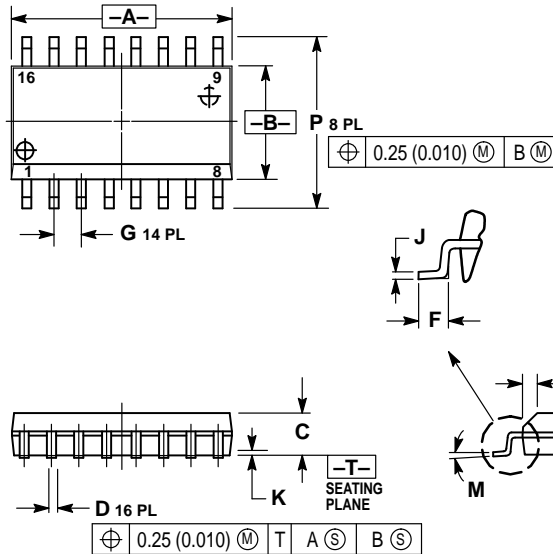 –A–
16 9
–B–
P 8 PL
⌖ 0.25 (0.010) Ⓜ B Ⓜ
1 8
G 14 PL
J
F
C
–T–
SEATING
PLANE
K
M
D 16 PL
⌖ 0.25 (0.010) Ⓜ T A Ⓢ B Ⓢ